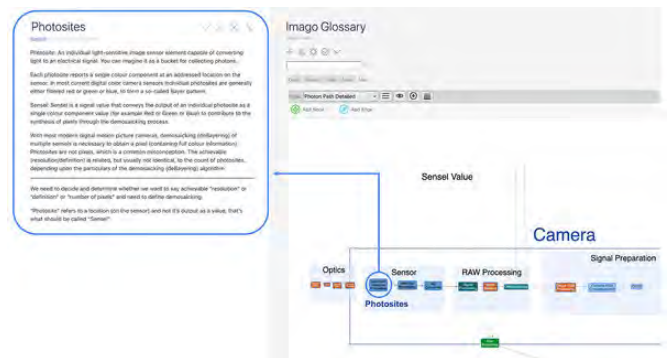 Photosites
Photosite: An individual light-sensitive image sensor element capable of converting
light to an electrical signal. You can imagine it as a bucket for collecting photons.
Each photosite reports a single colour component at an addressed location on the
sensor. In most current digital color camera sensors individual photosites are generally
either filtered red or green or blue, to form a so-called Bayer pattern.
Sensel: Sensel is a signal value that conveys the output of an individual photosite as a
single colour component value (for example Red or Green or Blue) to contribute to the
synthesis of pixels through the demosaicking process.
With most modern digital motion picture cameras, demosaicking (deBayering) of
multiple sensels is necessary to obtain a pixel (containing full colour information).
Photosites are not pixels, which is a common misconception. The achievable
(resolution/definition) is related, but usually not identical, to the count of photosites,
depending upon the particulars of the demosaicking (deBayering) algorithm.
We need to decide and determine whether we want to say achievable "resolution" or
"definition" or "number of pixels" and need to define demosaicking.
"Photosite" refers to a location (on the sensor) and not it's output as a value, that's
what should be called "Sensel"
Imago Glossary
Photon Path Detailed
Add Node
Add Edge
Sensel Value
Camera
Signal Preparation
Optics
Sensor
RAW Processing
Photosites